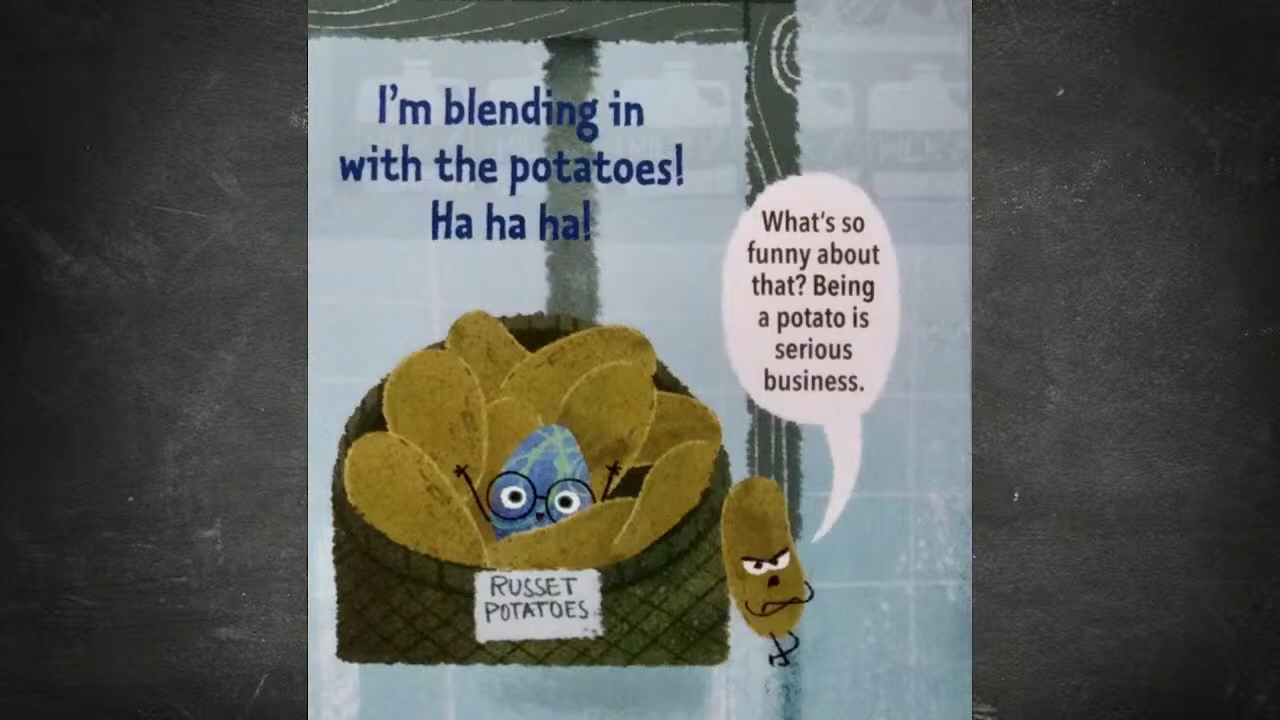 I'm blending in
with the potatoes!
Ha ha ha!
What's so
funny about
that? Being
a potato is
serious
business.
RUSSET
POTATOES
MILK